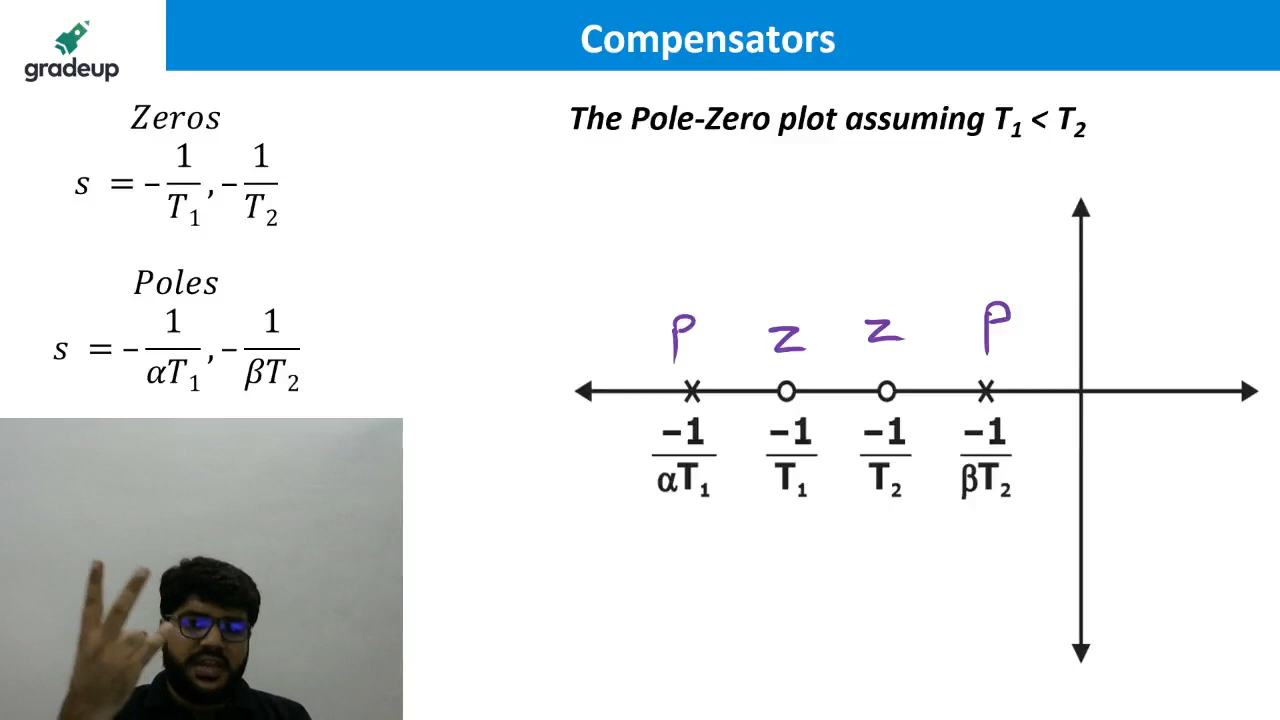 gradeup
Compensators
Zeros
s = −1/T₁, −1/T₂
Poles
s = −1/αT₁, −1/βT₂
The Pole-Zero plot assuming T₁ < T₂
P Z Z P
−1/αT₁ −1/T₁ −1/T₂ −1/βT₂